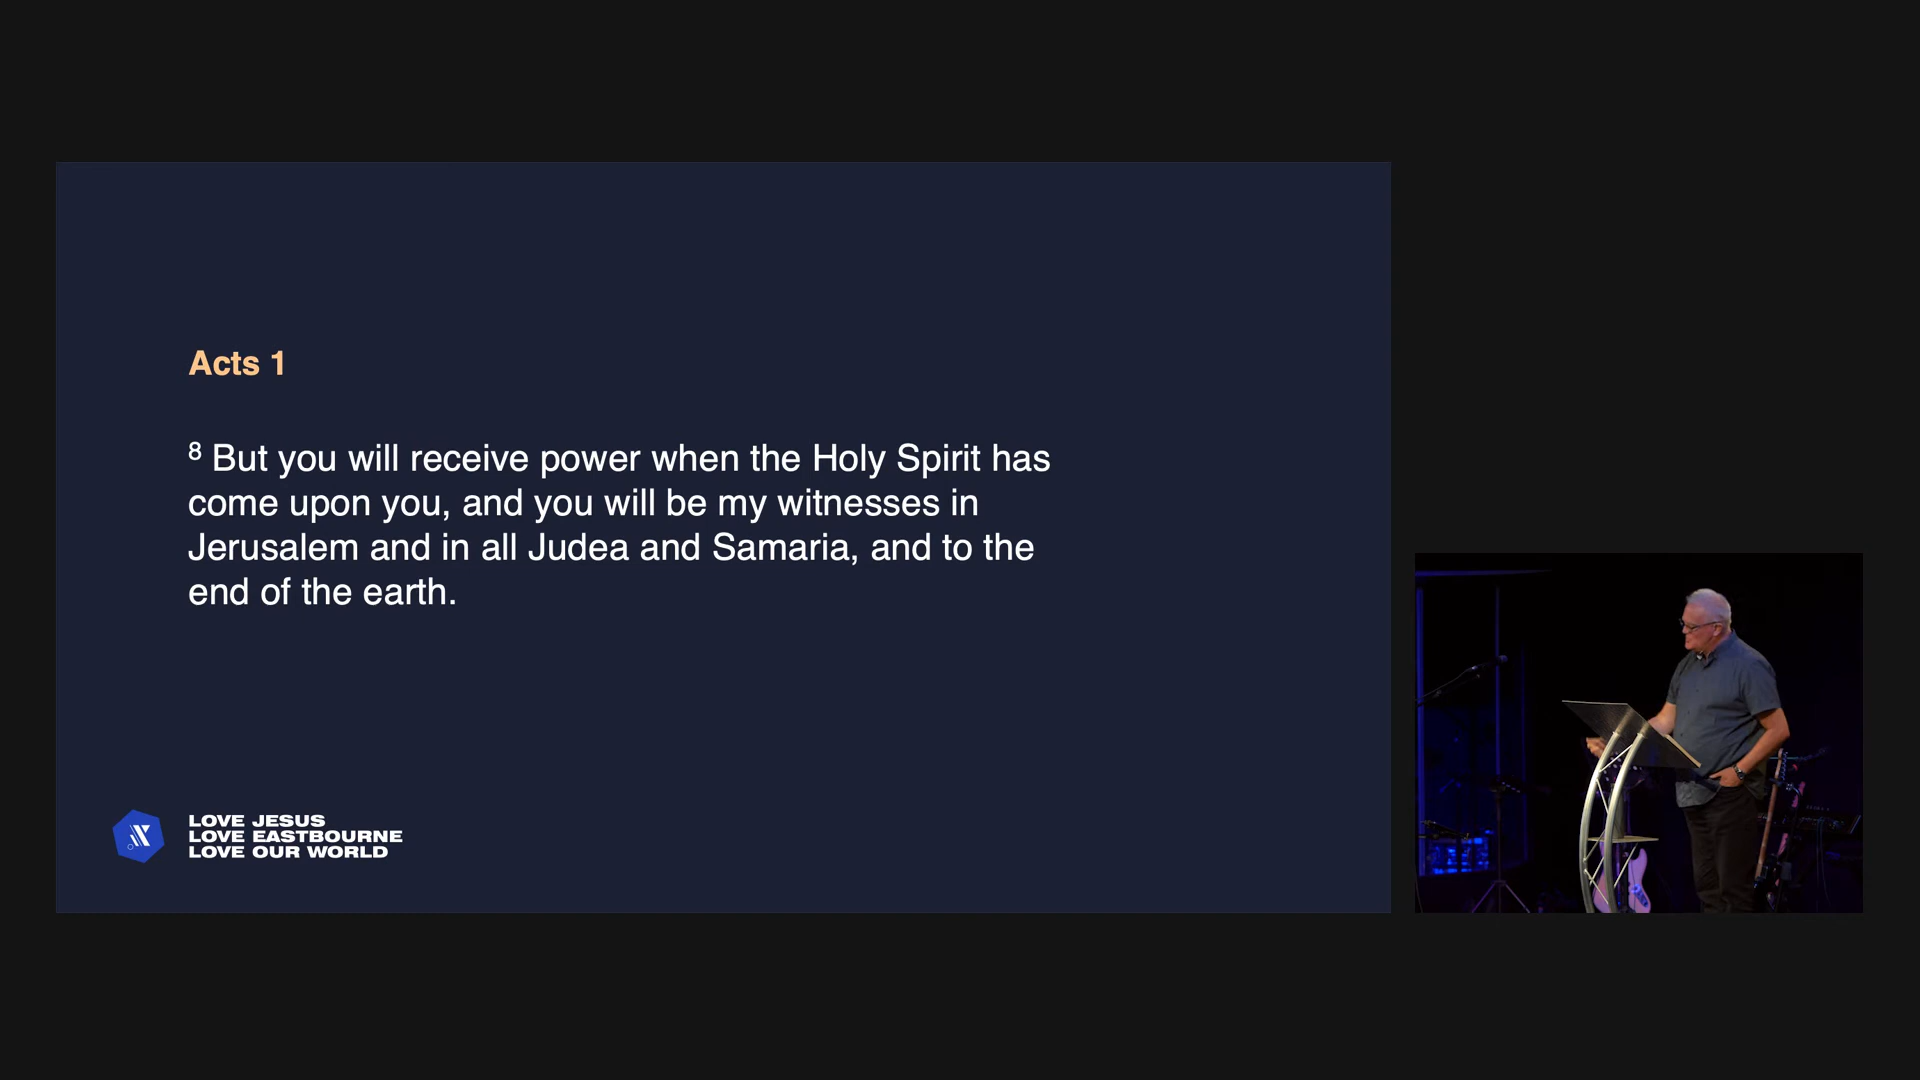 Acts 1
8 But you will receive power when the Holy Spirit has
come upon you, and you will be my witnesses in
Jerusalem and in all Judea and Samaria, and to the
end of the earth.
LOVE JESUS
LOVE EASTBOURNE
LOVE OUR WORLD